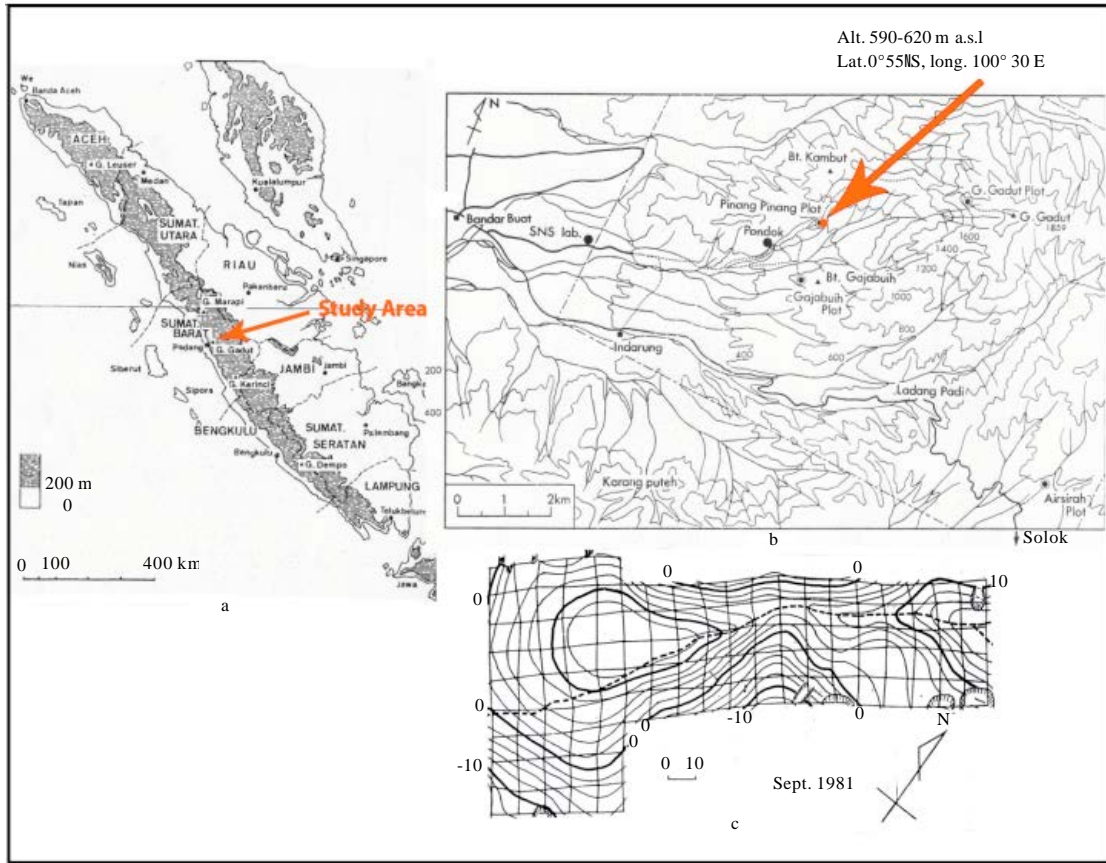 Alt. 590-620 m a.s.l
Lat.0°55NS, long. 100° 30 E
We
Banda Aceh
ACEH
G. Leuser
Medan
Tapan
SUMAT.
UTARA
Kualalumpur
Nias
RIAU
Singapore
Pakanbaru
G. Marapi
Study Area
SUMAT.
BARAT
Padang
G. Gadut
Siberut
JAMBI
Jambi
Sipora
G. Karinci
200
400
BENGKULU
SUMAT.
SERATAN
Palembang
Bengkulu
G. Dempo
LAMPUNG
Jawa
200 m
0
0 100 400 km
a
N
Bt. Kambut
G. Gadut Plot
Pinang Pinang Plot
G. Gadut
1859
Bandar Buat
SNS lab.
Pondok
1600
1400
1200
Bt. Gajabuih
Gajabuih
Plot
1000
800
Indarung
400
600
Ladang Padi
Karang puteh
0 1 2km
Airsirah
Plot
Solok
b
0
0
10
0
0
-10
0
0
-10
0
N
0 10
Sept. 1981
c